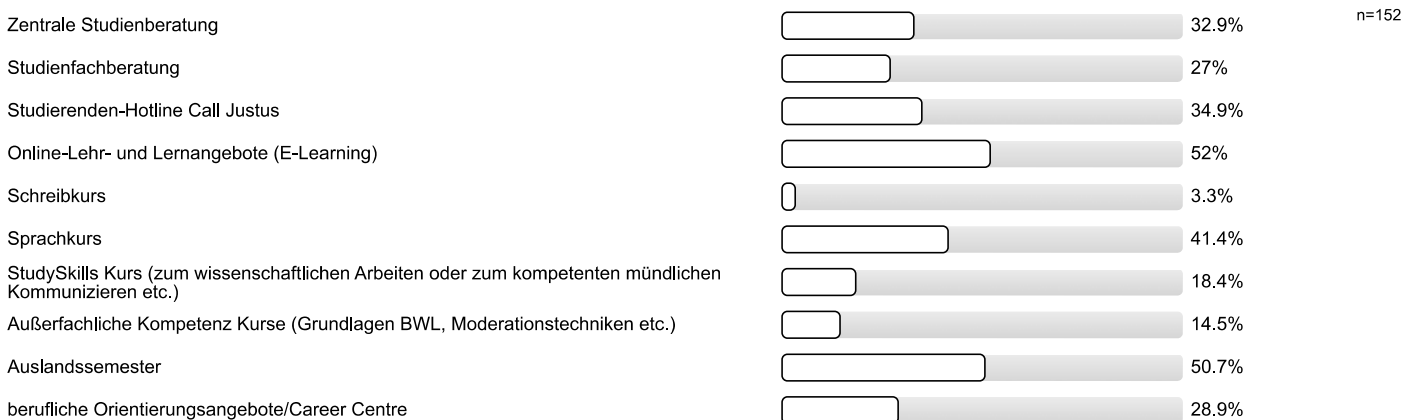 Zentrale Studienberatung 32.9% n=152
Studienfachberatung 27%
Studierenden-Hotline Call Justus 34.9%
Online-Lehr- und Lernangebote (E-Learning) 52%
Schreibkurs 3.3%
Sprachkurs 41.4%
StudySkills Kurs (zum wissenschaftlichen Arbeiten oder zum kompetenten mündlichen
Kommunizieren etc.) 18.4%
Außerfachliche Kompetenz Kurse (Grundlagen BWL, Moderationstechniken etc.) 14.5%
Auslandssemester 50.7%
berufliche Orientierungsangebote/Career Centre 28.9%